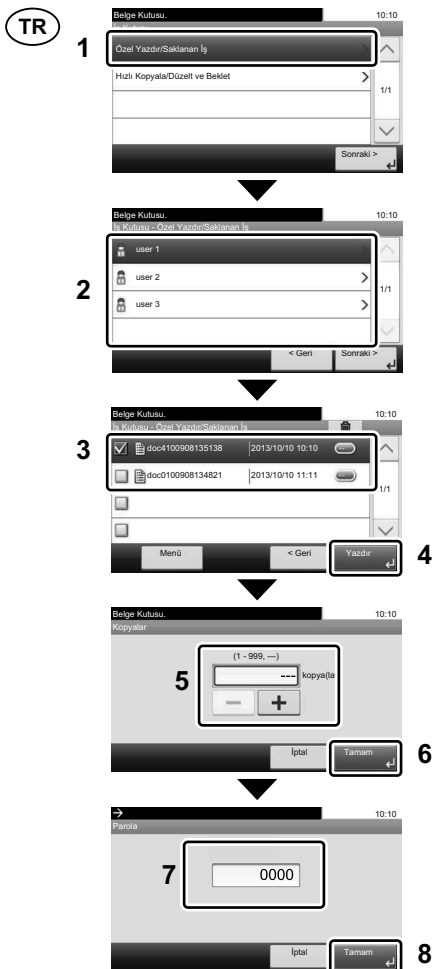 TR
Belge Kutusu. 10:10
İş Kutusu
1
Özel Yazdır/Saklanan İş
Hızlı Kopyala/Düzelt ve Beklet
1/1
Sonraki >
Belge Kutusu. 10:10
İş Kutusu - Özel Yazdır/Saklanan İş
user 1
2
user 2
1/1
user 3
< Geri Sonraki >
Belge Kutusu. 10:10
İş Kutusu - Özel Yazdır/Saklanan İş
3
doc4100908135138 2013/10/10 10:10
doc0100908134821 2013/10/10 11:11
1/1
Menü < Geri Yazdır 4
Belge Kutusu. 10:10
Kopyalar
(1 - 999, ---)
5 --- kopya(la
− +
İptal Tamam 6
10:10
Parola
7 0000
İptal Tamam 8